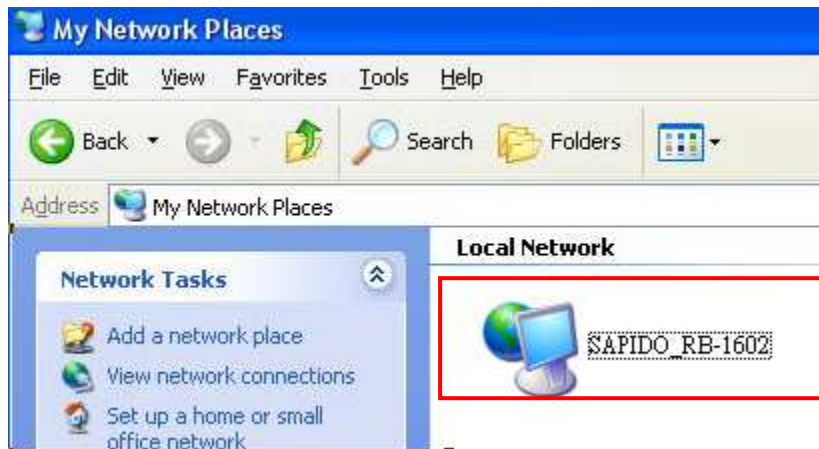 My Network Places
File Edit View Favorites Tools Help
Back Search Folders
Address My Network Places
Local Network
Network Tasks
SAPIDO_RB-1602
Add a network place
View network connections
Set up a home or small
office network